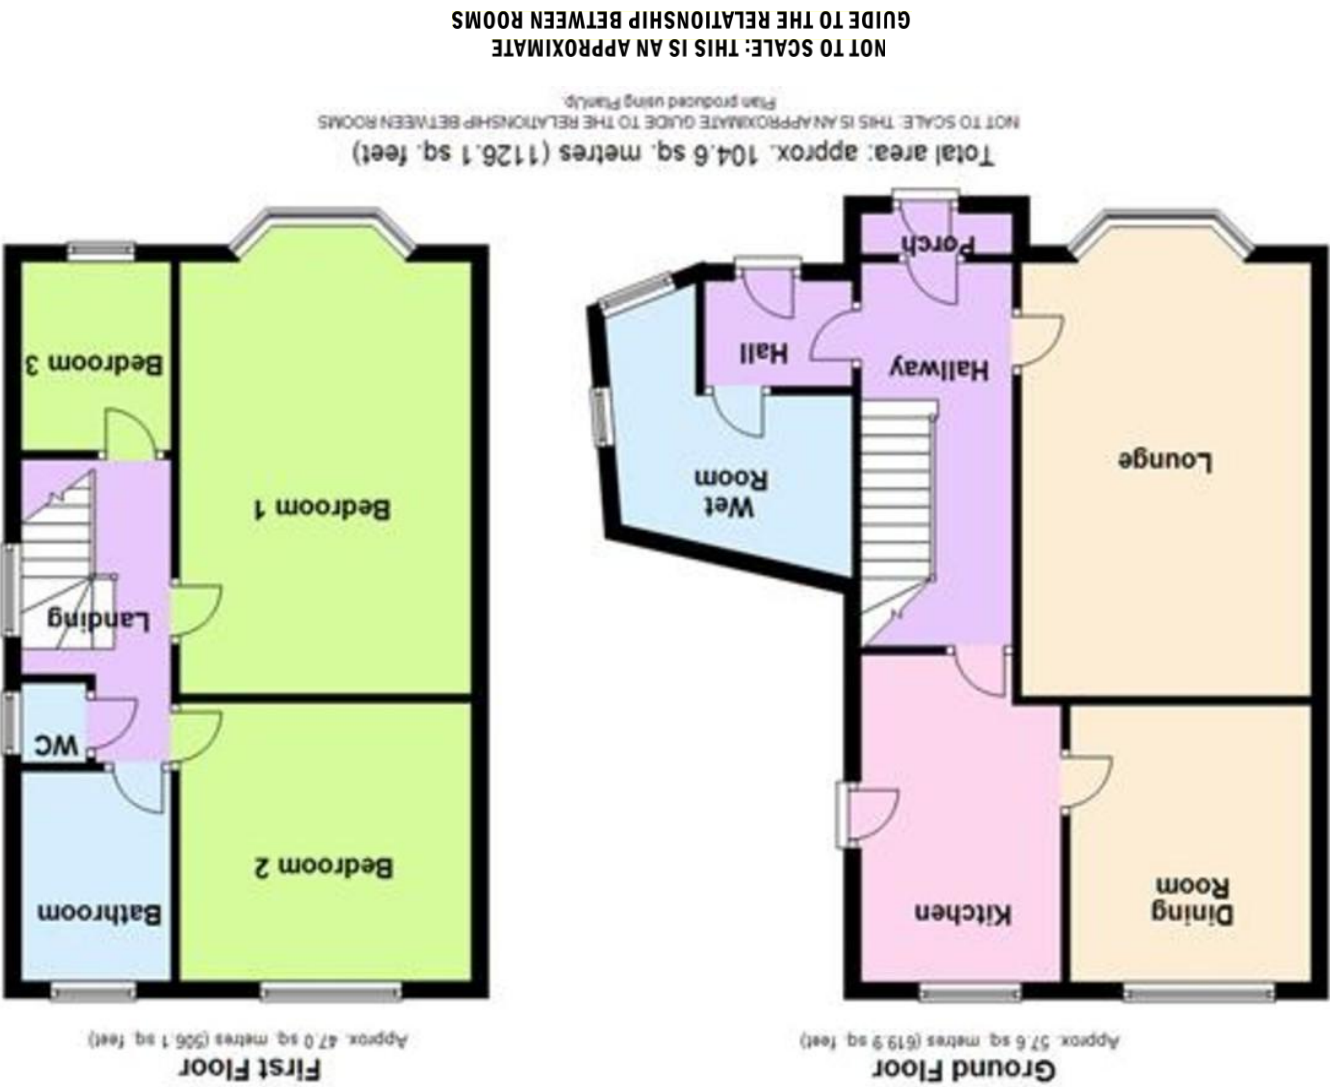 Ground Floor
Approx. 57.6 sq. metres (619.9 sq. feet)
Dining
Room
Kitchen
Lounge
Wet
Room
Hallway
Hall
Porch
First Floor
Approx. 47.0 sq. metres (506.1 sq. feet)
Bathroom
Bedroom 2
WC
Landing
Bedroom 1
Bedroom 3
Total area: approx. 104.6 sq. metres (1126.1 sq. feet)
NOT TO SCALE: THIS IS AN APPROXIMATE GUIDE TO THE RELATIONSHIP BETWEEN ROOMS
Plan produced using PlanUp.
NOT TO SCALE: THIS IS AN APPROXIMATE
GUIDE TO THE RELATIONSHIP BETWEEN ROOMS